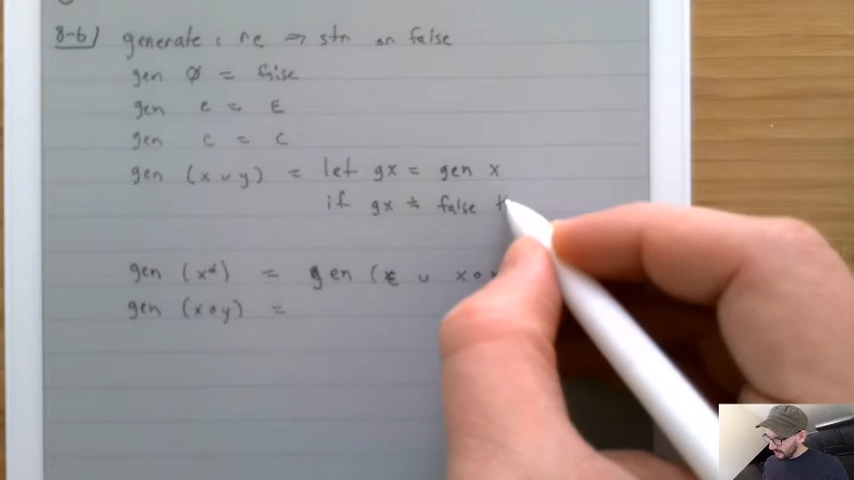 8-6) generate : re → str or false
gen ∅ = false
gen ε = ε
gen c = c
gen (x ∪ y) = let gx = gen x
if gx ≠ false
gen (x*) = gen (ε ∪ x∘x
gen (x∘y) =